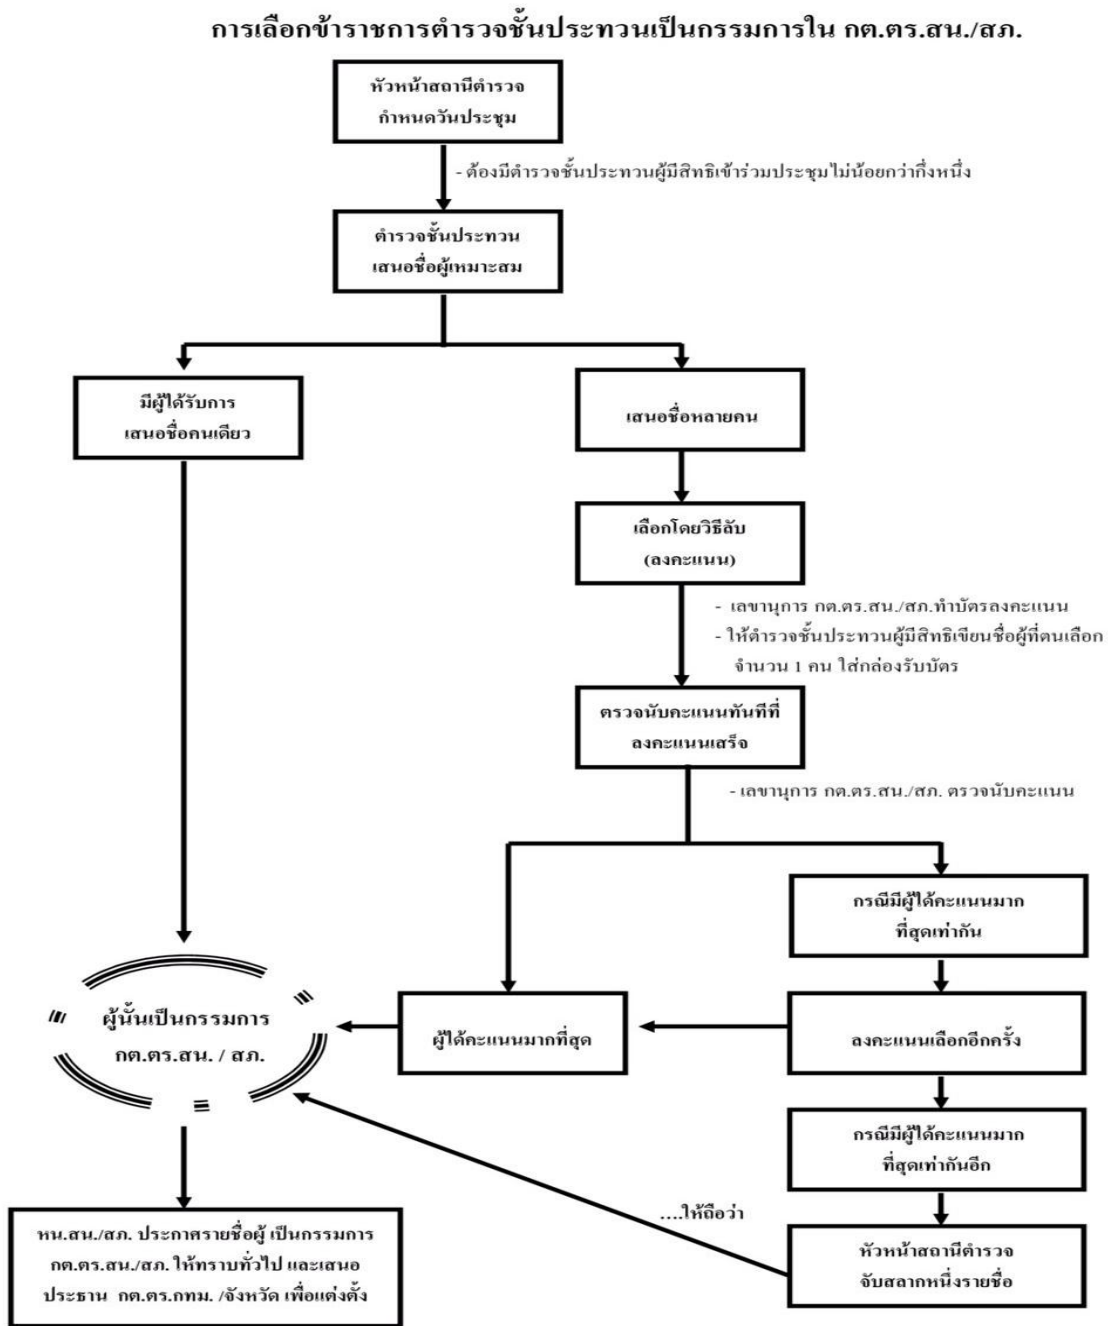 การเลือกข้าราชการตำรวจชั้นประทวนเป็นกรรมการใน กต.ตร.สน./สภ.
หัวหน้าสถานีตำรวจ
กำหนดวันประชุม
- ต้องมีตำรวจชั้นประทวนผู้มีสิทธิเข้าร่วมประชุมไม่น้อยกว่ากึ่งหนึ่ง
ตำรวจชั้นประทวน
เสนอชื่อผู้เหมาะสม
มีผู้ได้รับการ
เสนอชื่อคนเดียว
เสนอชื่อหลายคน
เลือกโดยวิธีลับ
(ลงคะแนน)
- เลขานุการ กต.ตร.สน./สภ.ทำบัตรลงคะแนน
- ให้ตำรวจชั้นประทวนผู้มีสิทธิเขียนชื่อผู้ที่ตนเลือก
จำนวน 1 คน ใส่กล่องรับบัตร
ตรวจนับคะแนนทันทีที่
ลงคะแนนเสร็จ
- เลขานุการ กต.ตร.สน./สภ. ตรวจนับคะแนน
กรณีมีผู้ได้คะแนนมาก
ที่สุดเท่ากัน
ผู้นั้นเป็นกรรมการ
กต.ตร.สน. / สภ.
ผู้ได้คะแนนมากที่สุด
ลงคะแนนเลือกอีกครั้ง
กรณีมีผู้ได้คะแนนมาก
ที่สุดเท่ากันอีก
....ให้ถือว่า
หัวหน้าสถานีตำรวจ
จับสลากหนึ่งรายชื่อ
หน.สน./สภ. ประกาศรายชื่อผู้ เป็นกรรมการ
กต.ตร.สน./สภ. ให้ทราบทั่วไป และเสนอ
ประธาน กต.ตร.กทม. /จังหวัด เพื่อแต่งตั้ง